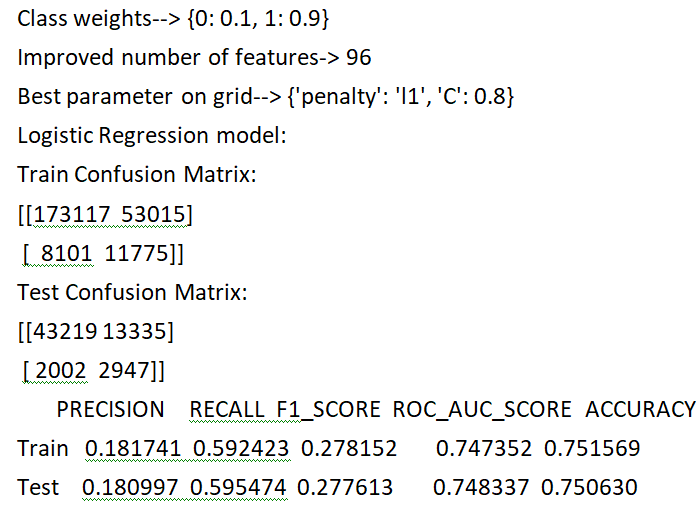 Class weights--> {0: 0.1, 1: 0.9}
Improved number of features-> 96
Best parameter on grid--> {'penalty': 'l1', 'C': 0.8}
Logistic Regression model:
Train Confusion Matrix:
[[173117 53015]
[ 8101 11775]]
Test Confusion Matrix:
[[43219 13335]
[ 2002 2947]]
PRECISION RECALL F1_SCORE ROC_AUC_SCORE ACCURACY
Train 0.181741 0.592423 0.278152 0.747352 0.751569
Test 0.180997 0.595474 0.277613 0.748337 0.750630